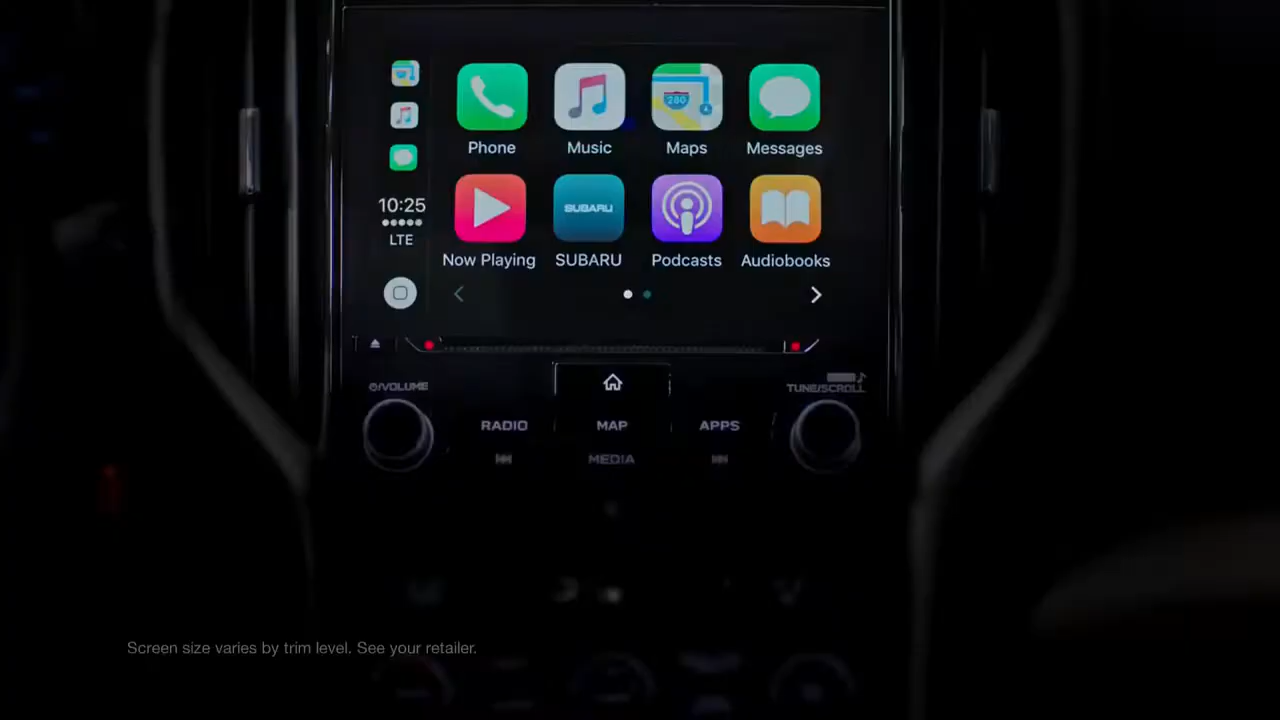 280
Phone
Music
Maps
Messages
SUBARU
Now Playing
SUBARU
Podcasts
Audiobooks
10:25
LTE
/VOLUME
TUNE/SCROLL
RADIO
MAP
APPS
MEDIA
Screen size varies by trim level. See your retailer.